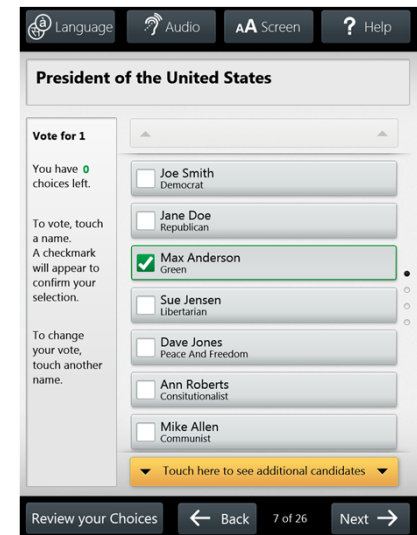 Language
Audio
AA Screen
? Help
President of the United States
Vote for 1
You have 0
choices left.
To vote, touch
a name.
A checkmark
will appear to
confirm your
selection.
To change
your vote,
touch another
name.
Joe Smith
Democrat
Jane Doe
Republican
Max Anderson
Green
Sue Jensen
Libertarian
Dave Jones
Peace And Freedom
Ann Roberts
Consitutionalist
Mike Allen
Communist
Touch here to see additional candidates
Review your Choices
Back
7 of 26
Next